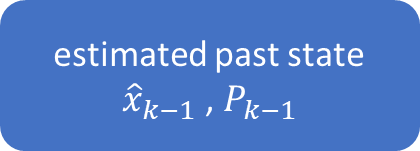 estimated past state
x̂ₖ₋₁ , Pₖ₋₁